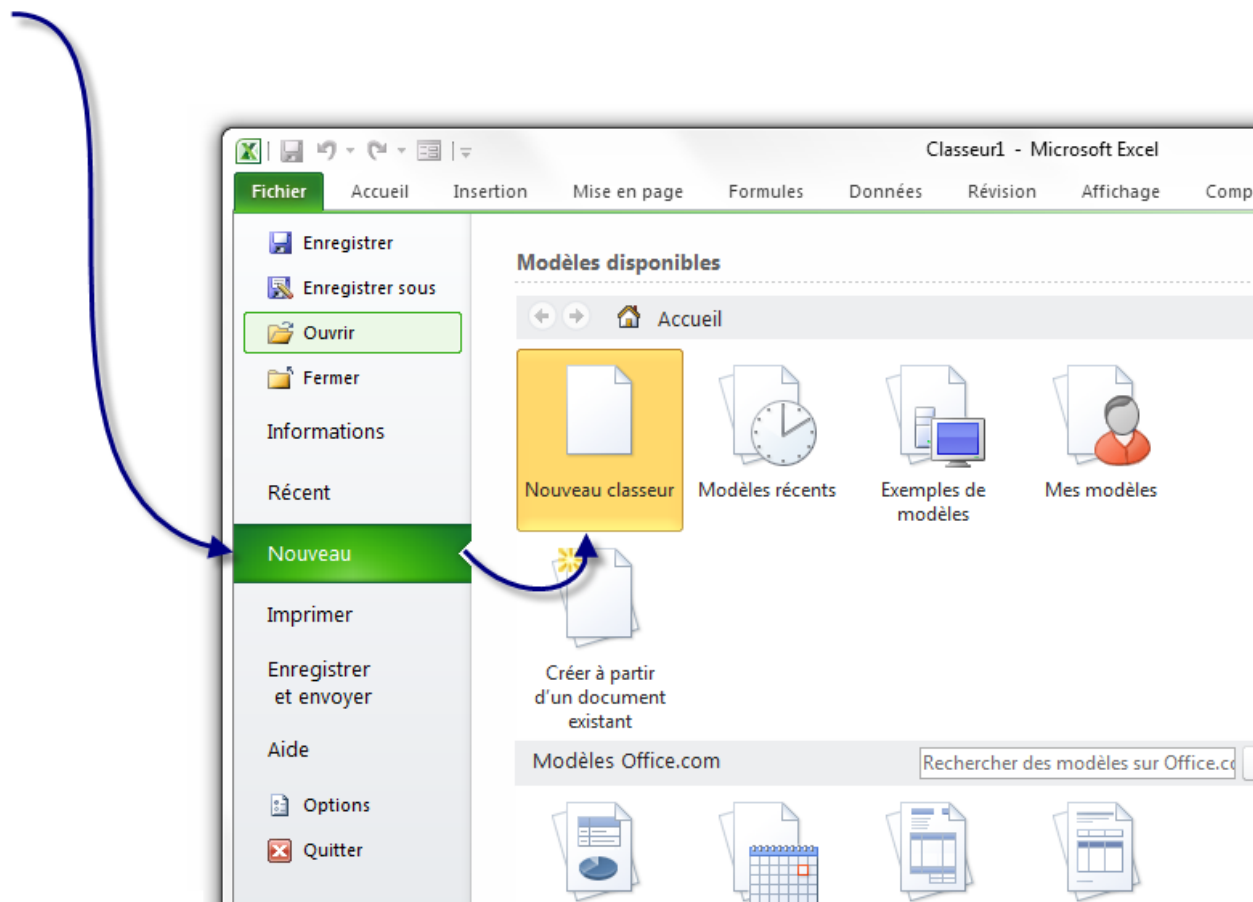 Classeur1 - Microsoft Excel
Fichier Accueil Insertion Mise en page Formules Données Révision Affichage Comp
Enregistrer
Enregistrer sous
Ouvrir
Fermer
Informations
Récent
Nouveau
Imprimer
Enregistrer
et envoyer
Aide
Options
Quitter
Modèles disponibles
Accueil
Nouveau classeur
Modèles récents
Exemples de
modèles
Mes modèles
Créer à partir
d'un document
existant
Modèles Office.com
Rechercher des modèles sur Office.co